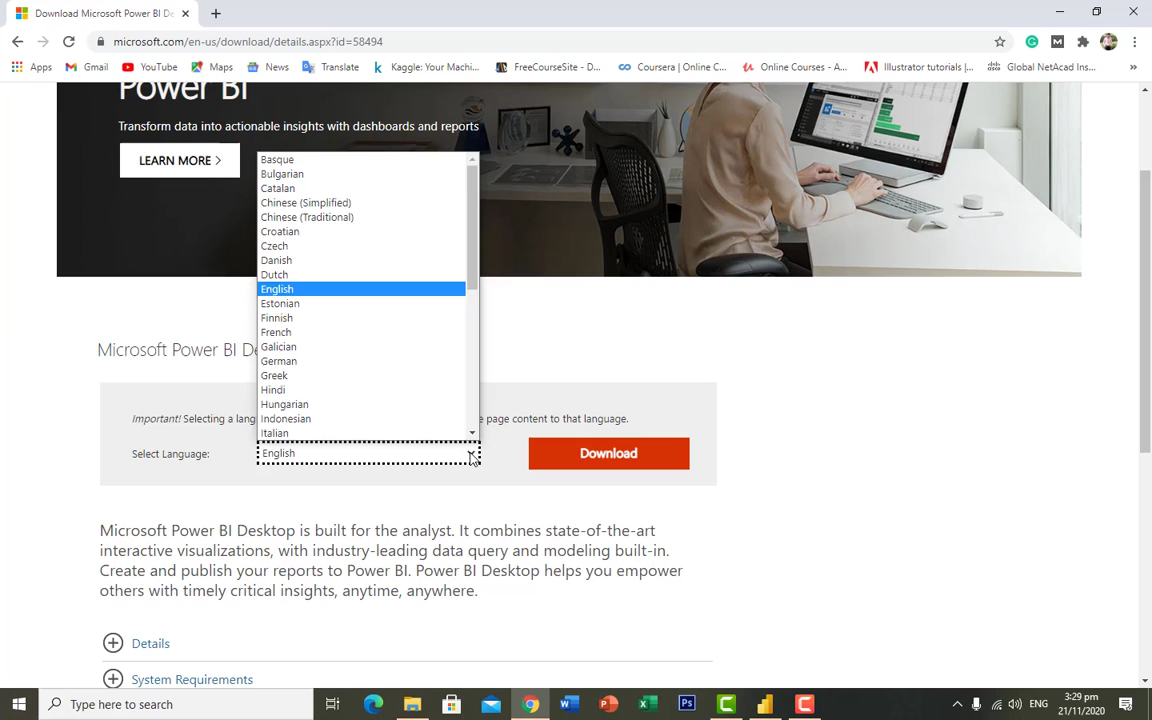 Download Microsoft Power BI De
microsoft.com/en-us/download/details.aspx?id=58494
Apps
Gmail
YouTube
Maps
News
Translate
Kaggle: Your Machi...
FreeCourseSite - D...
Coursera | Online C...
Online Courses - A...
Illustrator tutorials |...
Global NetAcad Ins...
Power BI
Transform data into actionable insights with dashboards and reports
LEARN MORE
Basque
Bulgarian
Catalan
Chinese (Simplified)
Chinese (Traditional)
Croatian
Czech
Danish
Dutch
English
Estonian
Finnish
French
Galician
German
Greek
Hindi
Hungarian
Indonesian
Italian
Microsoft Power BI De
Important! Selecting a lang
e page content to that language.
Select Language:
English
Download
Microsoft Power BI Desktop is built for the analyst. It combines state-of-the-art
interactive visualizations, with industry-leading data query and modeling built-in.
Create and publish your reports to Power BI. Power BI Desktop helps you empower
others with timely critical insights, anytime, anywhere.
Details
System Requirements
Type here to search
ENG
3:29 pm
21/11/2020